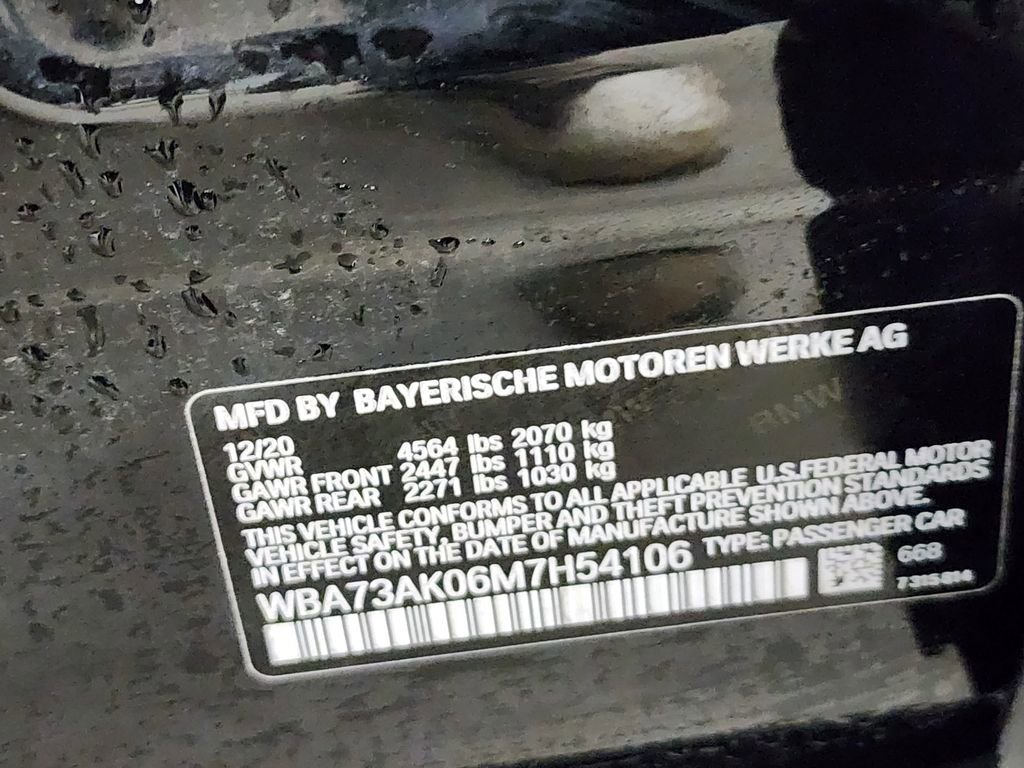 MFD BY BAYERISCHE MOTOREN WERKE AG
12/20
GVWR 4564 lbs 2070 kg
GAWR FRONT 2447 lbs 1110 kg
GAWR REAR 2271 lbs 1030 kg
THIS VEHICLE CONFORMS TO ALL APPLICABLE U.S.FEDERAL MOTOR
VEHICLE SAFETY, BUMPER AND THEFT PREVENTION STANDARDS
IN EFFECT ON THE DATE OF MANUFACTURE SHOWN ABOVE.
WBA73AK06M7H54106 TYPE: PASSENGER CAR
668
BMW